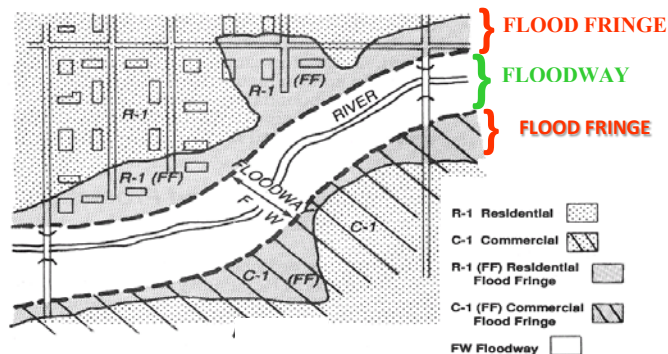 FLOOD FRINGE
FLOODWAY
FLOOD FRINGE
R-1 (FF)
R-1
RIVER
R-1 (FF)
FLOODWAY
F W
C-1
C-1 (FF)
R-1 Residential
C-1 Commercial
R-1 (FF) Residential
Flood Fringe
C-1 (FF) Commercial
Flood Fringe
FW Floodway